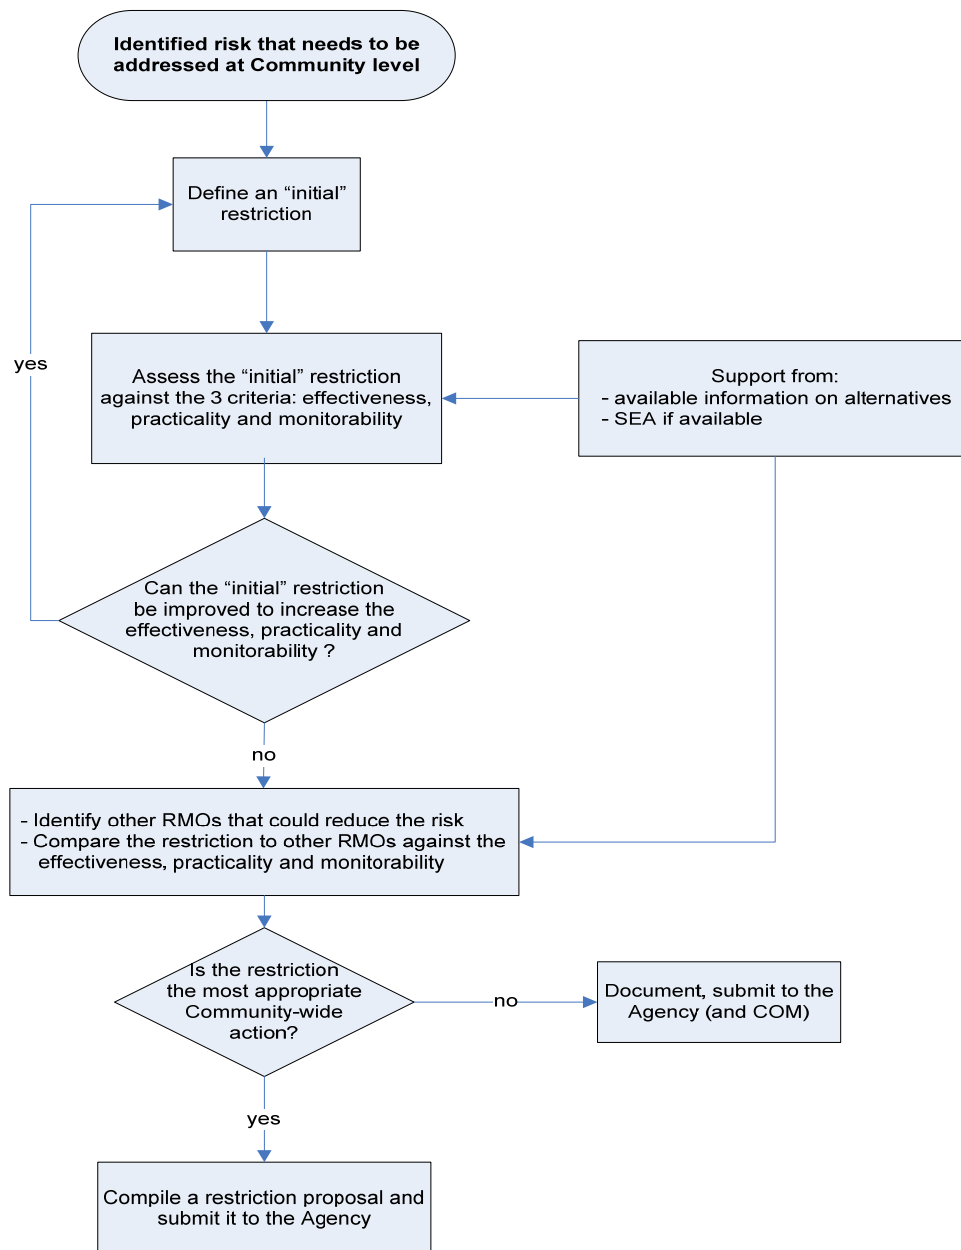 Identified risk that needs to be
addressed at Community level
Define an “initial”
restriction
yes
Assess the “initial” restriction
against the 3 criteria: effectiveness,
practicality and monitorability
Support from:
- available information on alternatives
- SEA if available
Can the “initial” restriction
be improved to increase the
effectiveness, practicality and
monitorability ?
no
- Identify other RMOs that could reduce the risk
- Compare the restriction to other RMOs against the
effectiveness, practicality and monitorability
Is the restriction
the most appropriate
Community-wide
action?
no
Document, submit to the
Agency (and COM)
yes
Compile a restriction proposal and
submit it to the Agency